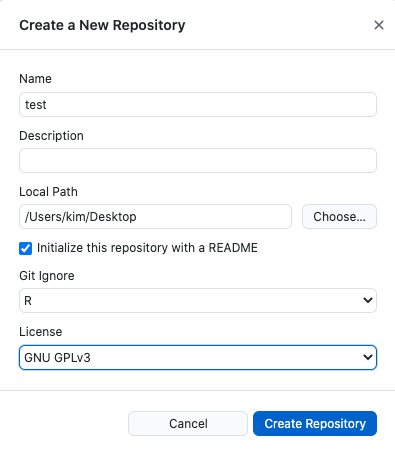 Create a New Repository
Name
test
Description
Local Path
/Users/kim/Desktop
Choose...
Initialize this repository with a README
Git Ignore
R
License
GNU GPLv3
Cancel
Create Repository